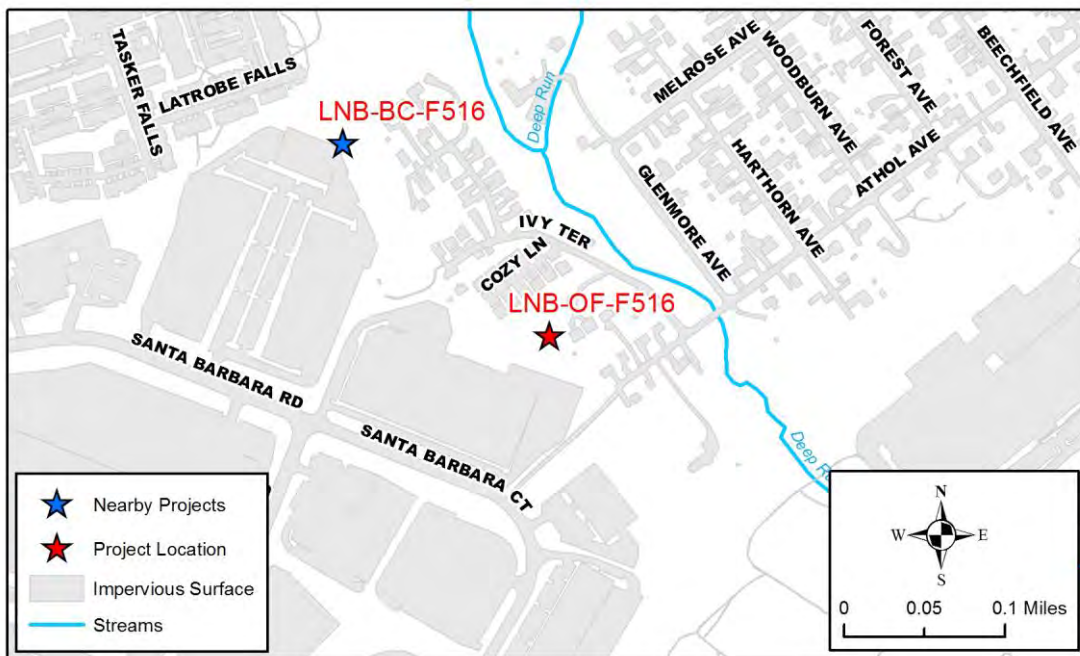 TASKER FALLS
LATROBE FALLS
LNB-BC-F516
Deep Run
MELROSE AVE
WOODBURN AVE
FOREST AVE
BEECHFIELD AVE
HARTHORN AVE
ATHOL AVE
GLENMORE AVE
IVY TER
COZY LN
LNB-OF-F516
SANTA BARBARA RD
SANTA BARBARA CT
Deep
Nearby Projects
Project Location
Impervious Surface
Streams
N
W
E
S
0 0.05 0.1 Miles